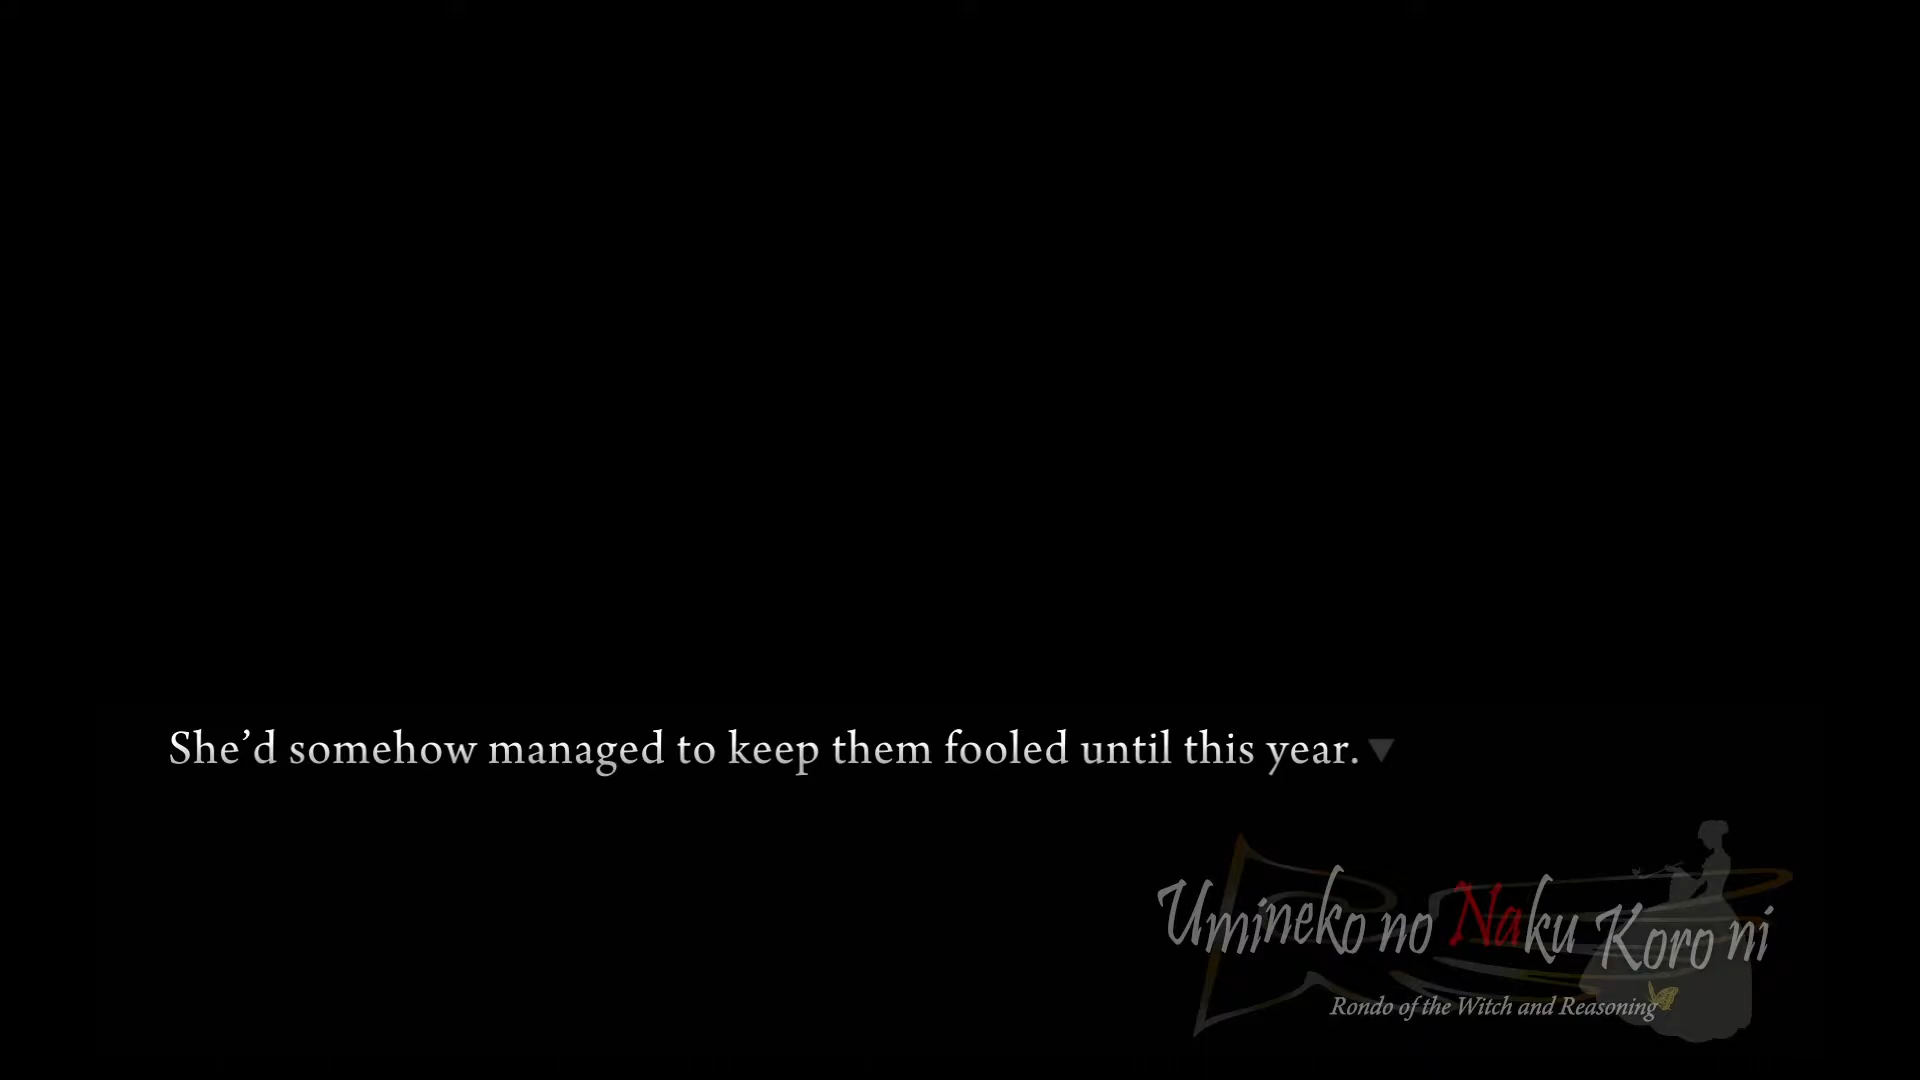 She’d somehow managed to keep them fooled until this year.
Umineko no Naku Koro ni
Rondo of the Witch and Reasoning